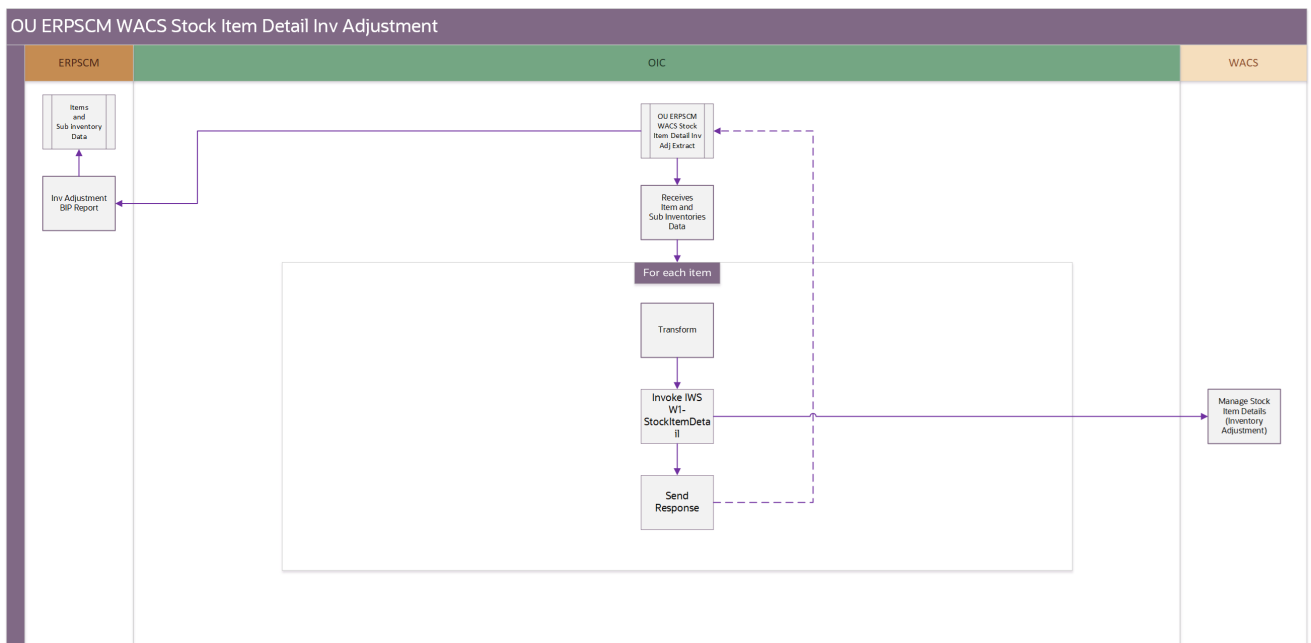 OU ERPSCM WACS Stock Item Detail Inv Adjustment
ERPSCM
OIC
WACS
Items
and
Sub inventory
Data
Inv Adjustment
BIP Report
OU ERPSCM
WACS Stock
Item Detail Inv
Adj Extract
Receives
Item and
Sub Inventories
Data
For each item
Transform
Invoke IWS
W1-
StockItemDeta
il
Send
Response
Manage Stock
Item Details
(Inventory
Adjustment)